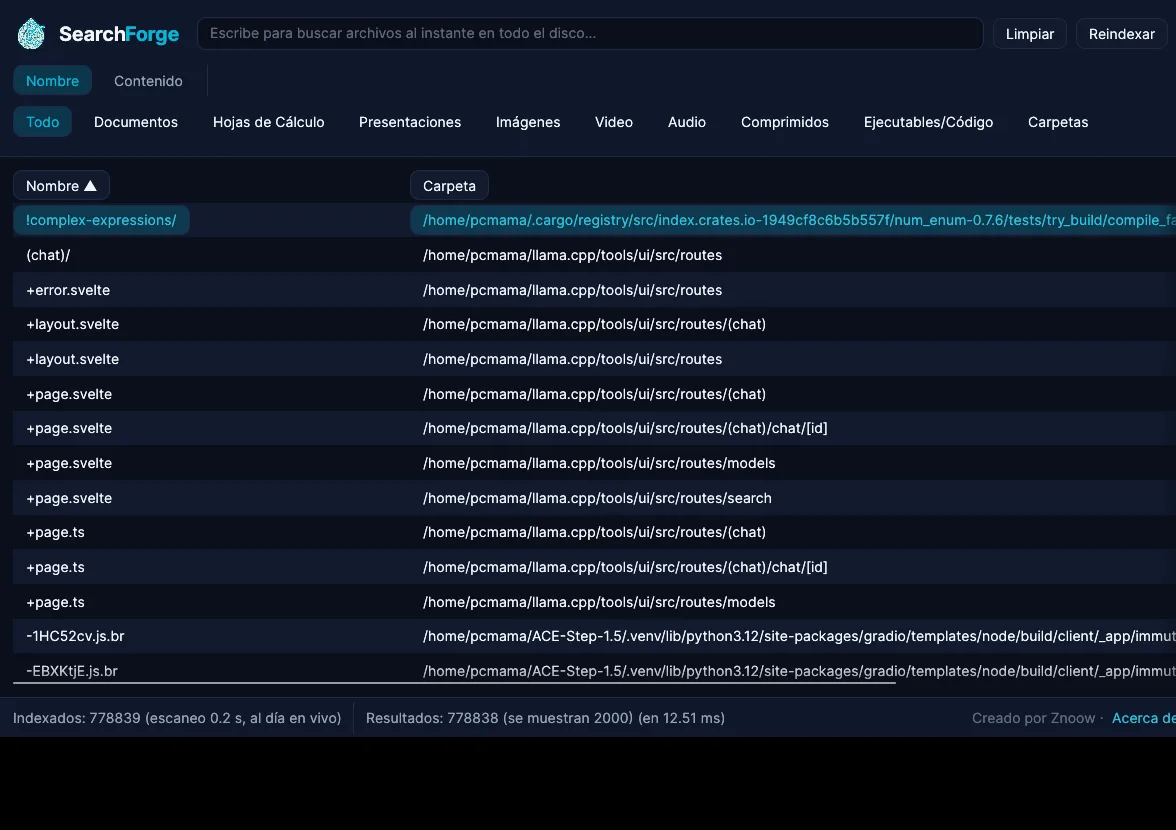 SearchForge Escribe para buscar archivos al instante en todo el disco... Limpiar Reindexar
Nombre Contenido
Todo Documentos Hojas de Cálculo Presentaciones Imágenes Video Audio Comprimidos Ejecutables/Código Carpetas
Nombre ▲ Carpeta
!complex-expressions/ /home/pcmama/.cargo/registry/src/index.crates.io-1949cf8c6b5b557f/num_enum-0.7.6/tests/try_build/compile_fa
(chat)/ /home/pcmama/llama.cpp/tools/ui/src/routes
+error.svelte /home/pcmama/llama.cpp/tools/ui/src/routes
+layout.svelte /home/pcmama/llama.cpp/tools/ui/src/routes/(chat)
+layout.svelte /home/pcmama/llama.cpp/tools/ui/src/routes
+page.svelte /home/pcmama/llama.cpp/tools/ui/src/routes/(chat)
+page.svelte /home/pcmama/llama.cpp/tools/ui/src/routes/(chat)/chat/[id]
+page.svelte /home/pcmama/llama.cpp/tools/ui/src/routes/models
+page.svelte /home/pcmama/llama.cpp/tools/ui/src/routes/search
+page.ts /home/pcmama/llama.cpp/tools/ui/src/routes/(chat)
+page.ts /home/pcmama/llama.cpp/tools/ui/src/routes/(chat)/chat/[id]
+page.ts /home/pcmama/llama.cpp/tools/ui/src/routes/models
-1HC52cv.js.br /home/pcmama/ACE-Step-1.5/.venv/lib/python3.12/site-packages/gradio/templates/node/build/client/_app/immut
-EBXKtjE.js.br /home/pcmama/ACE-Step-1.5/.venv/lib/python3.12/site-packages/gradio/templates/node/build/client/_app/immut
Indexados: 778839 (escaneo 0.2 s, al día en vivo) Resultados: 778838 (se muestran 2000) (en 12.51 ms) Creado por Znoow · Acerca de